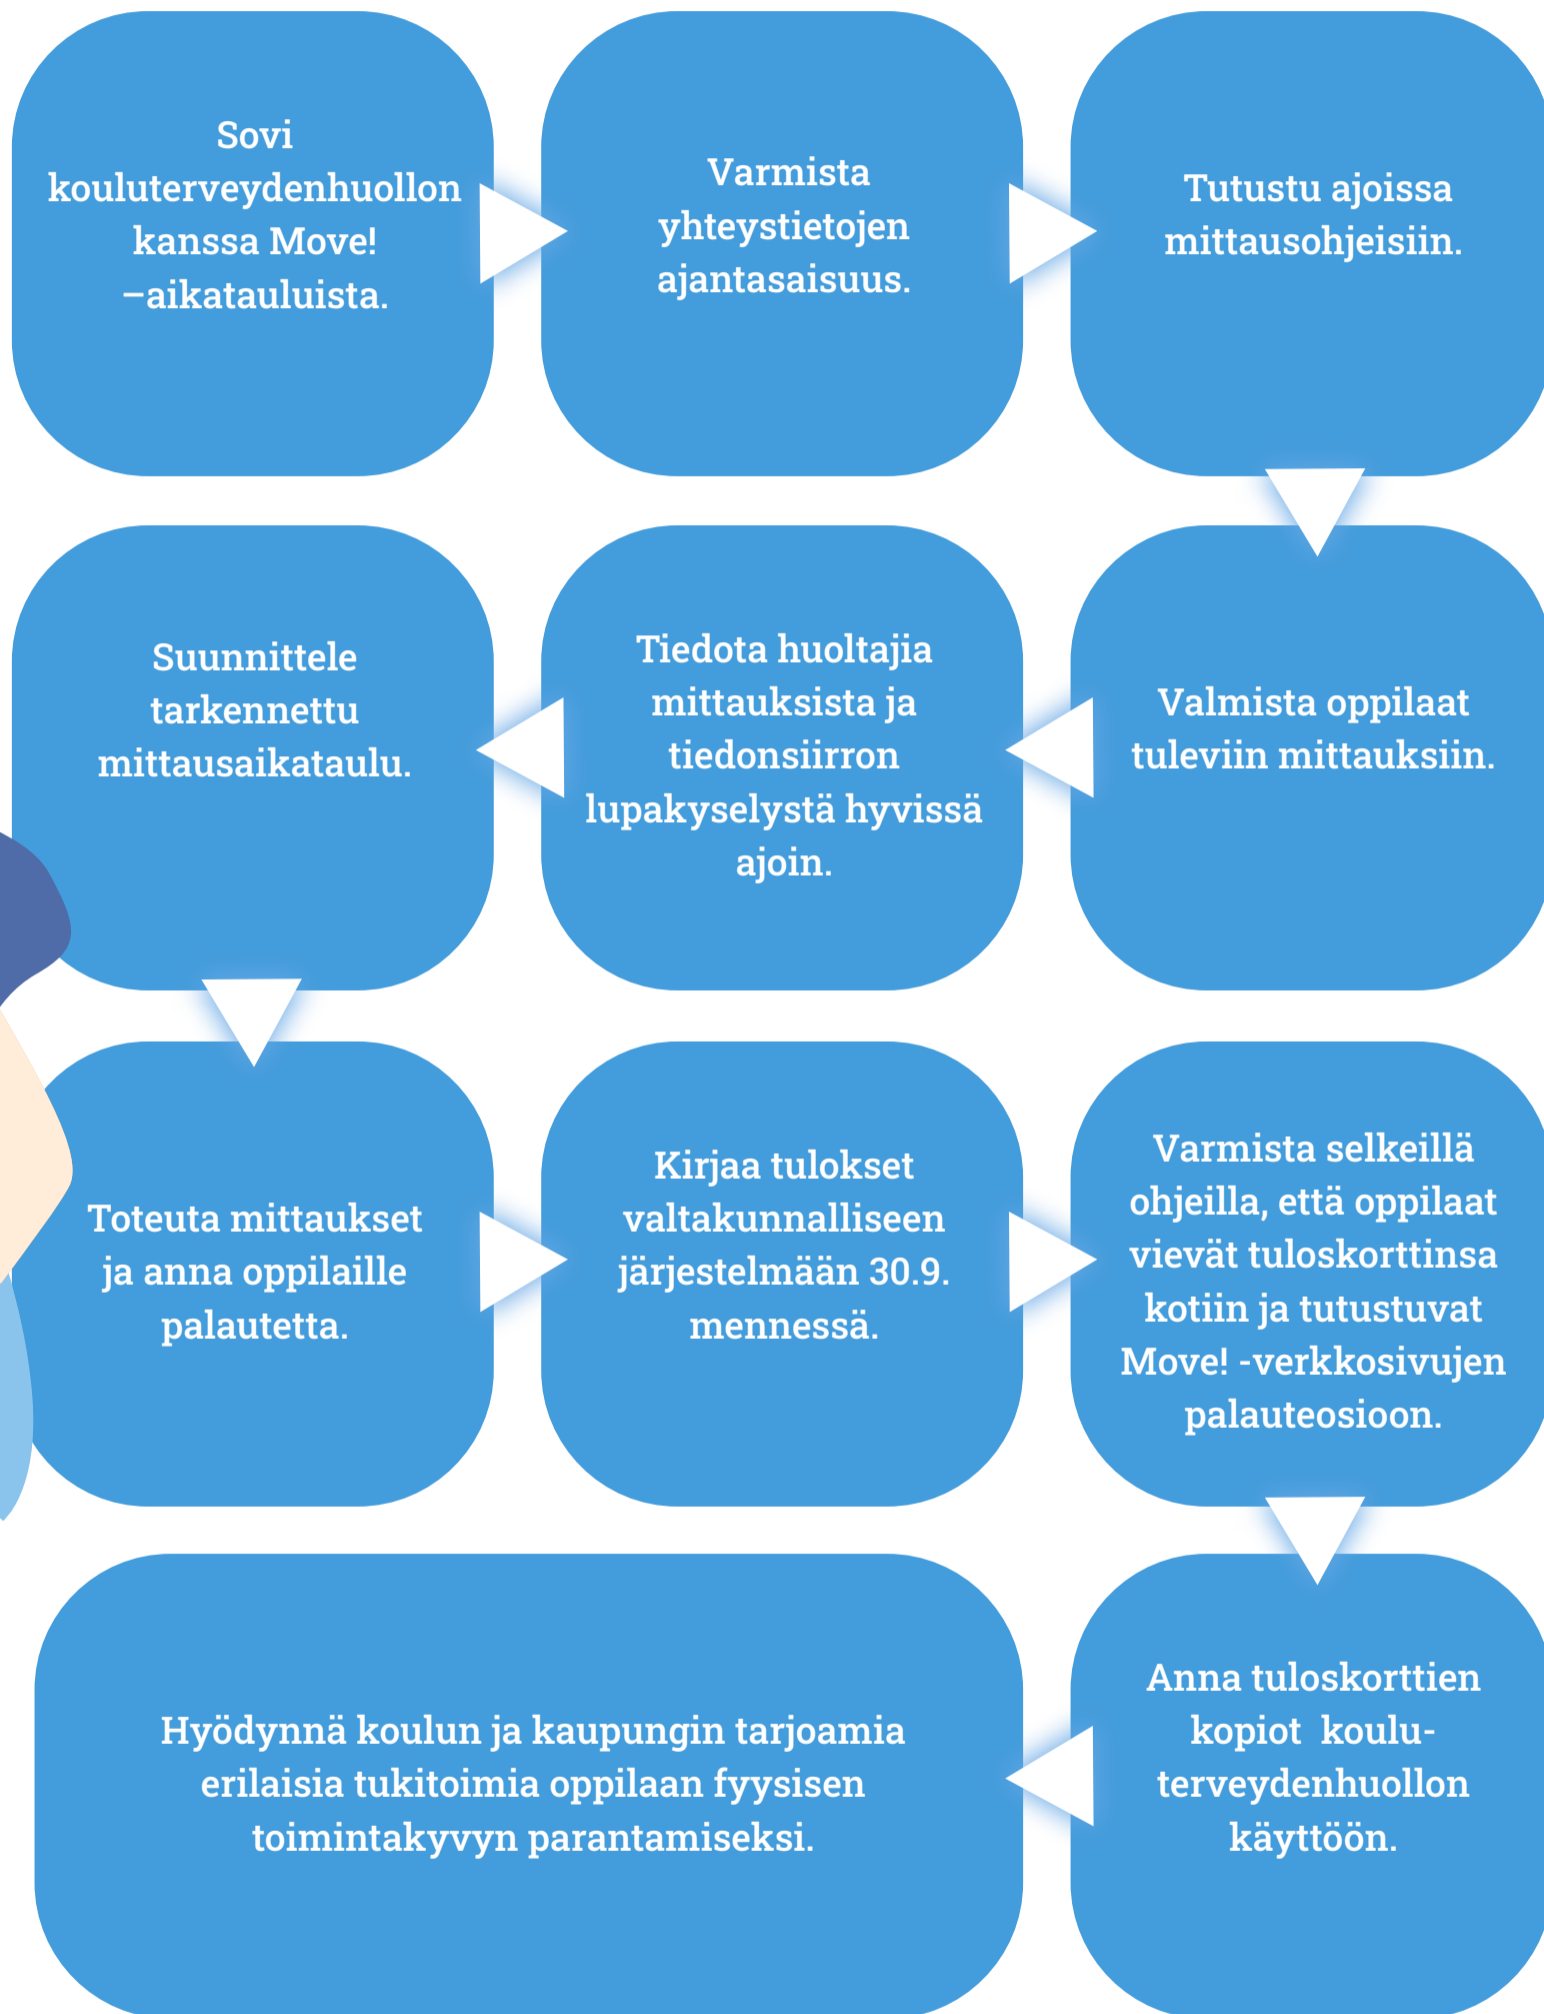 Sovi
kouluterveydenhuollon
kanssa Move!
–aikatauluista.
Varmista
yhteystietojen
ajantasaisuus.
Tutustu ajoissa
mittausohjeisiin.
Valmista oppilaat
tuleviin mittauksiin.
Tiedota huoltajia
mittauksista ja
tiedonsiirron
lupakyselystä hyvissä
ajoin.
Suunnittele
tarkennettu
mittausaikataulu.
Toteuta mittaukset
ja anna oppilaille
palautetta.
Kirjaa tulokset
valtakunnalliseen
järjestelmään 30.9.
mennessä.
Varmista selkeillä
ohjeilla, että oppilaat
vievät tuloskorttinsa
kotiin ja tutustuvat
Move! -verkkosivujen
palauteosioon.
Anna tuloskorttien
kopiot koulu-
terveydenhuollon
käyttöön.
Hyödynnä koulun ja kaupungin tarjoamia
erilaisia tukitoimia oppilaan fyysisen
toimintakyvyn parantamiseksi.